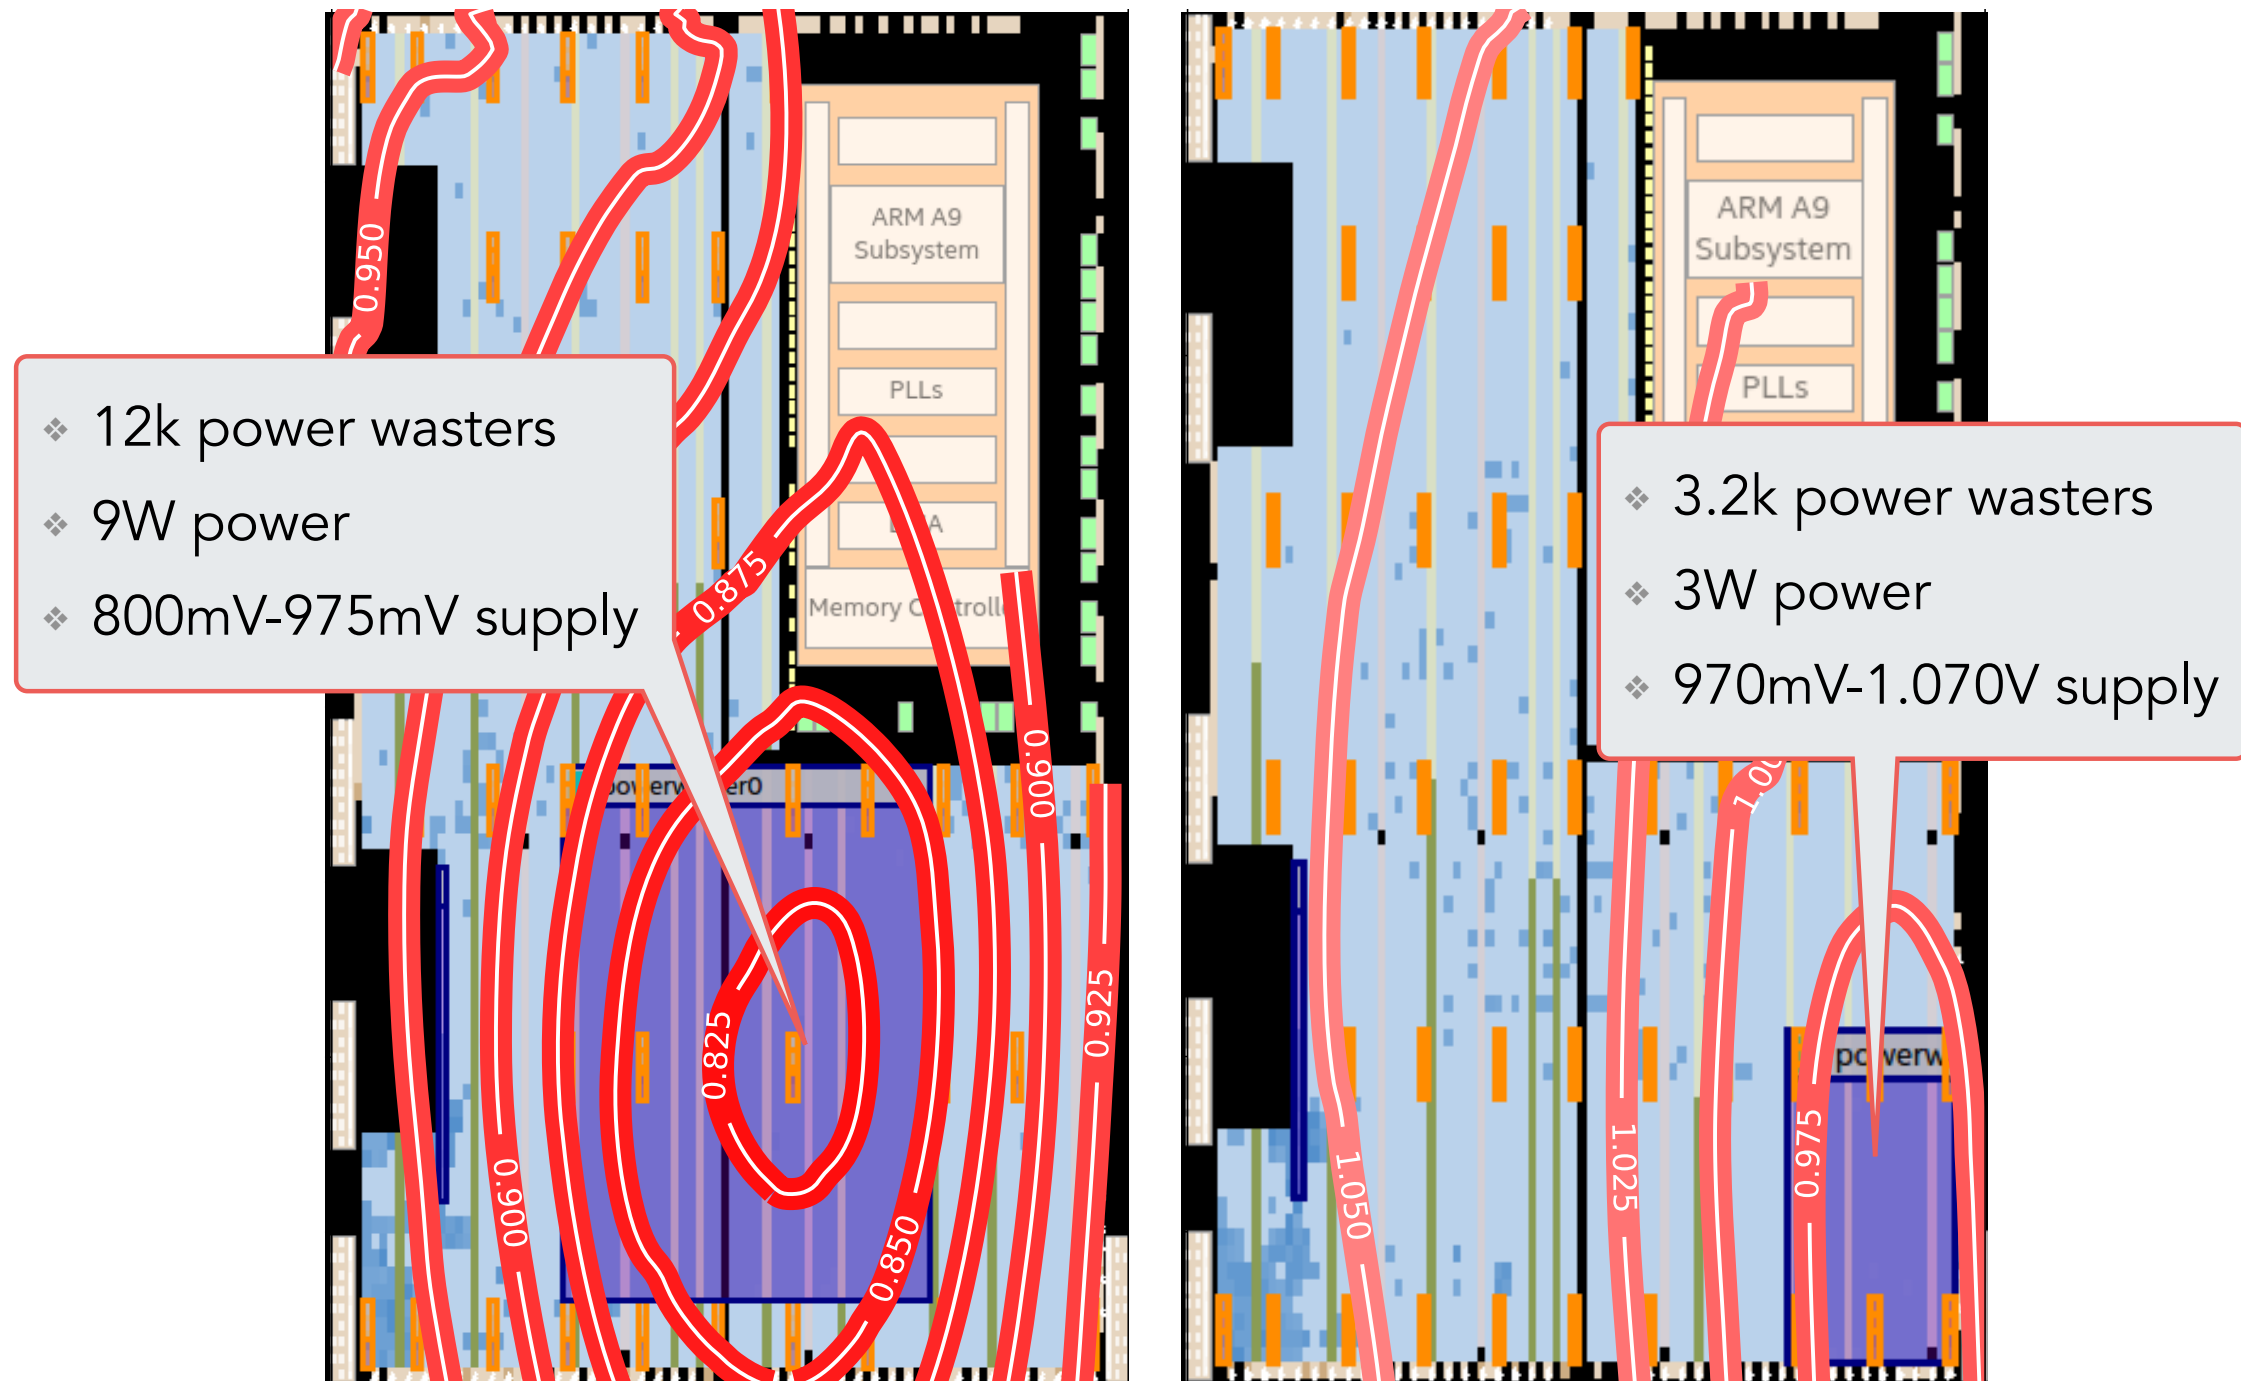 ARM A9
Subsystem
PLLs
Memory
0.950
0.875
0.900
0.925
0.825
0.900
0.850
12k power wasters
9W power
800mV-975mV supply
ARM A9
Subsystem
PLLs
3.2k power wasters
3W power
970mV-1.070V supply
1.050
1.025
0.975